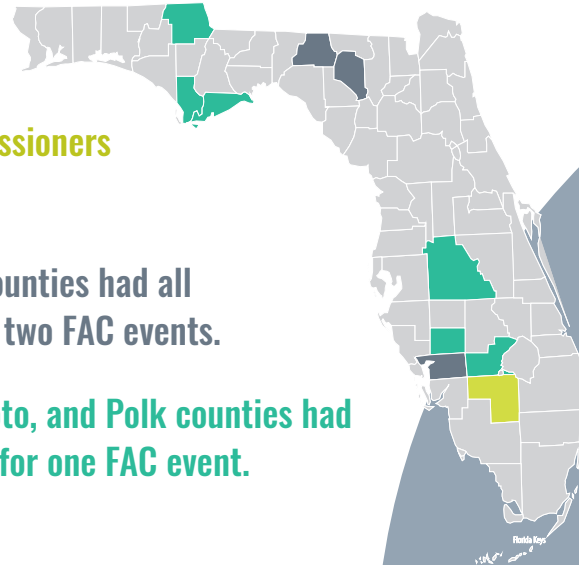 ssioners
ounties had all
two FAC events.
to, and Polk counties had
for one FAC event.
Florida Keys